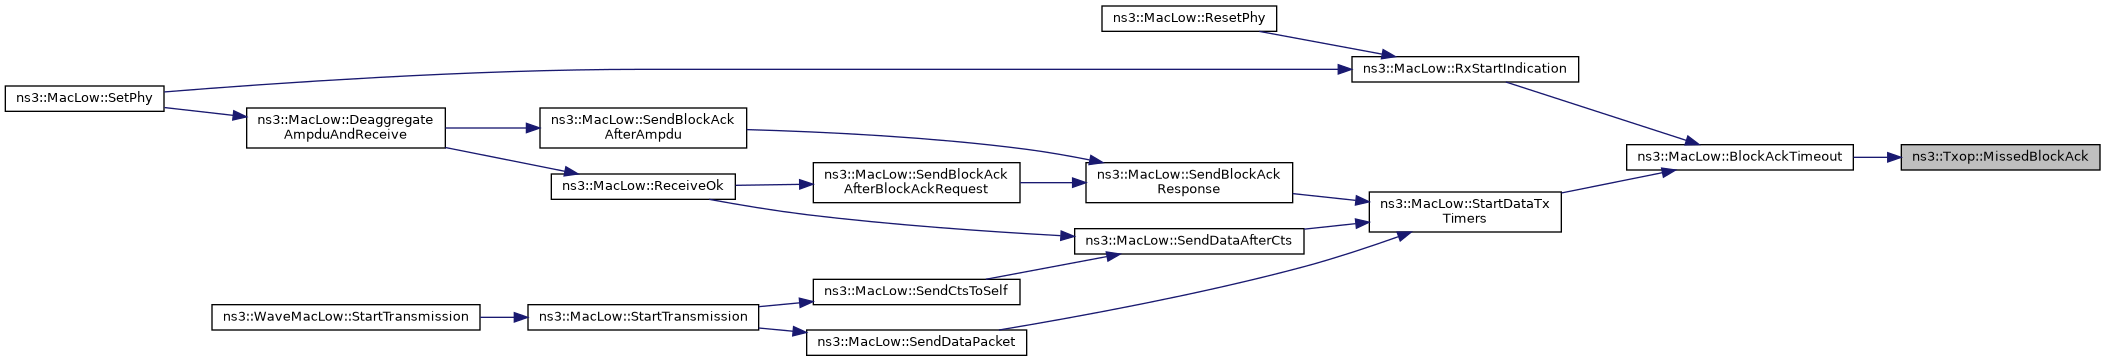 ns3::MacLow::ResetPhy
ns3::MacLow::RxStartIndication
ns3::MacLow::SetPhy
ns3::MacLow::Deaggregate
AmpduAndReceive
ns3::MacLow::SendBlockAck
AfterAmpdu
ns3::MacLow::BlockAckTimeout
ns3::Txop::MissedBlockAck
ns3::MacLow::ReceiveOk
ns3::MacLow::SendBlockAck
AfterBlockAckRequest
ns3::MacLow::SendBlockAck
Response
ns3::MacLow::StartDataTx
Timers
ns3::MacLow::SendDataAfterCts
ns3::MacLow::SendCtsToSelf
ns3::WaveMacLow::StartTransmission
ns3::MacLow::StartTransmission
ns3::MacLow::SendDataPacket